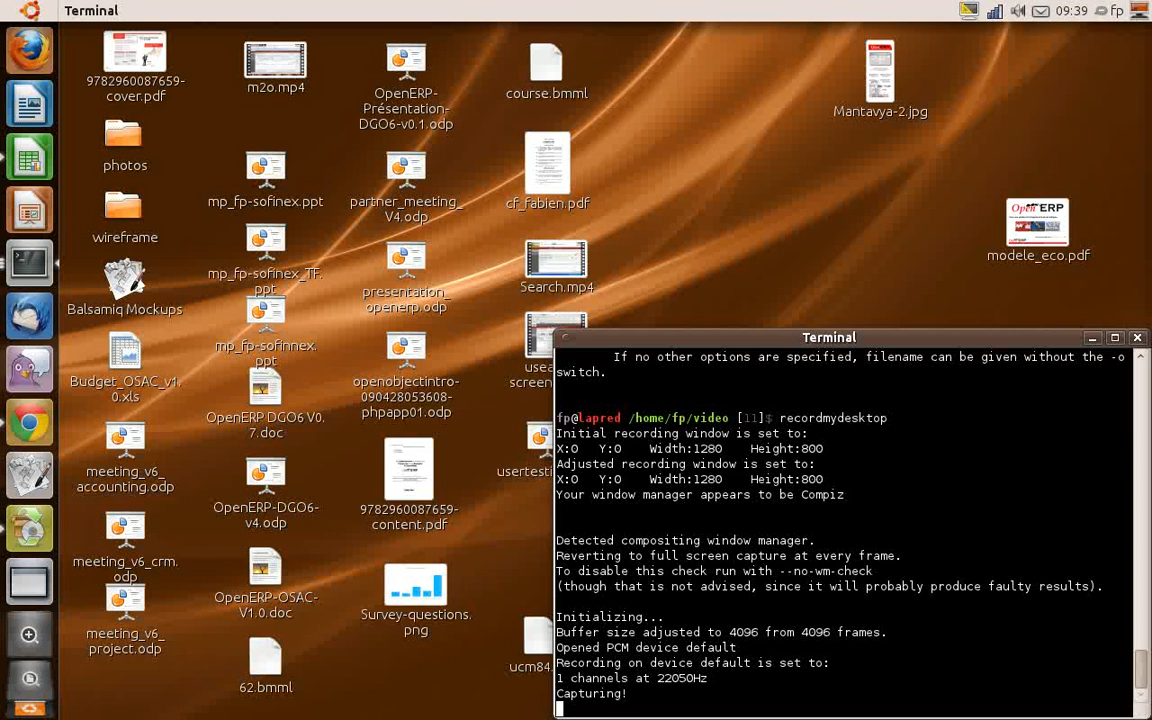 Terminal
09:39
fp
9782960087659-
cover.pdf
photos
wireframe
Balsamiq Mockups
Budget_OSAC_v1
0.xls
meeting_v6_
accounting.odp
meeting_v6_crm.
odp
meeting_v6_
project.odp
m2o.mp4
mp_fp-sofinex.ppt
mp_fp-sofinex_TF.
ppt
mp_fp-sofinnex.
ppt
OpenERP DGO6 V0.
7.doc
OpenERP-DGO6-
v4.odp
OpenERP-OSAC-
V1.0.doc
62.bmml
OpenERP-
Présentation-
DGO6-v0.1.odp
partner_meeting_
V4.odp
presentation_
openerp.odp
openobjectintro-
090428053608-
phpapp01.odp
9782960087659-
content.pdf
Survey-questions.
png
course.bmml
cf_fabien.pdf
Search.mp4
usea
screen
usertesti
ucm84.
Mantavya-2.jpg
Open ERP
modele_eco.pdf
Terminal
If no other options are specified, filename can be given without the -o
switch.
fp@lapred /home/fp/video [11]$ recordmydesktop
Initial recording window is set to:
X:0 Y:0 Width:1280 Height:800
Adjusted recording window is set to:
X:0 Y:0 Width:1280 Height:800
Your window manager appears to be Compiz
Detected compositing window manager.
Reverting to full screen capture at every frame.
To disable this check run with --no-wm-check
(though that is not advised, since it will probably produce faulty results).
Initializing...
Buffer size adjusted to 4096 from 4096 frames.
Opened PCM device default
Recording on device default is set to:
1 channels at 22050Hz
Capturing!